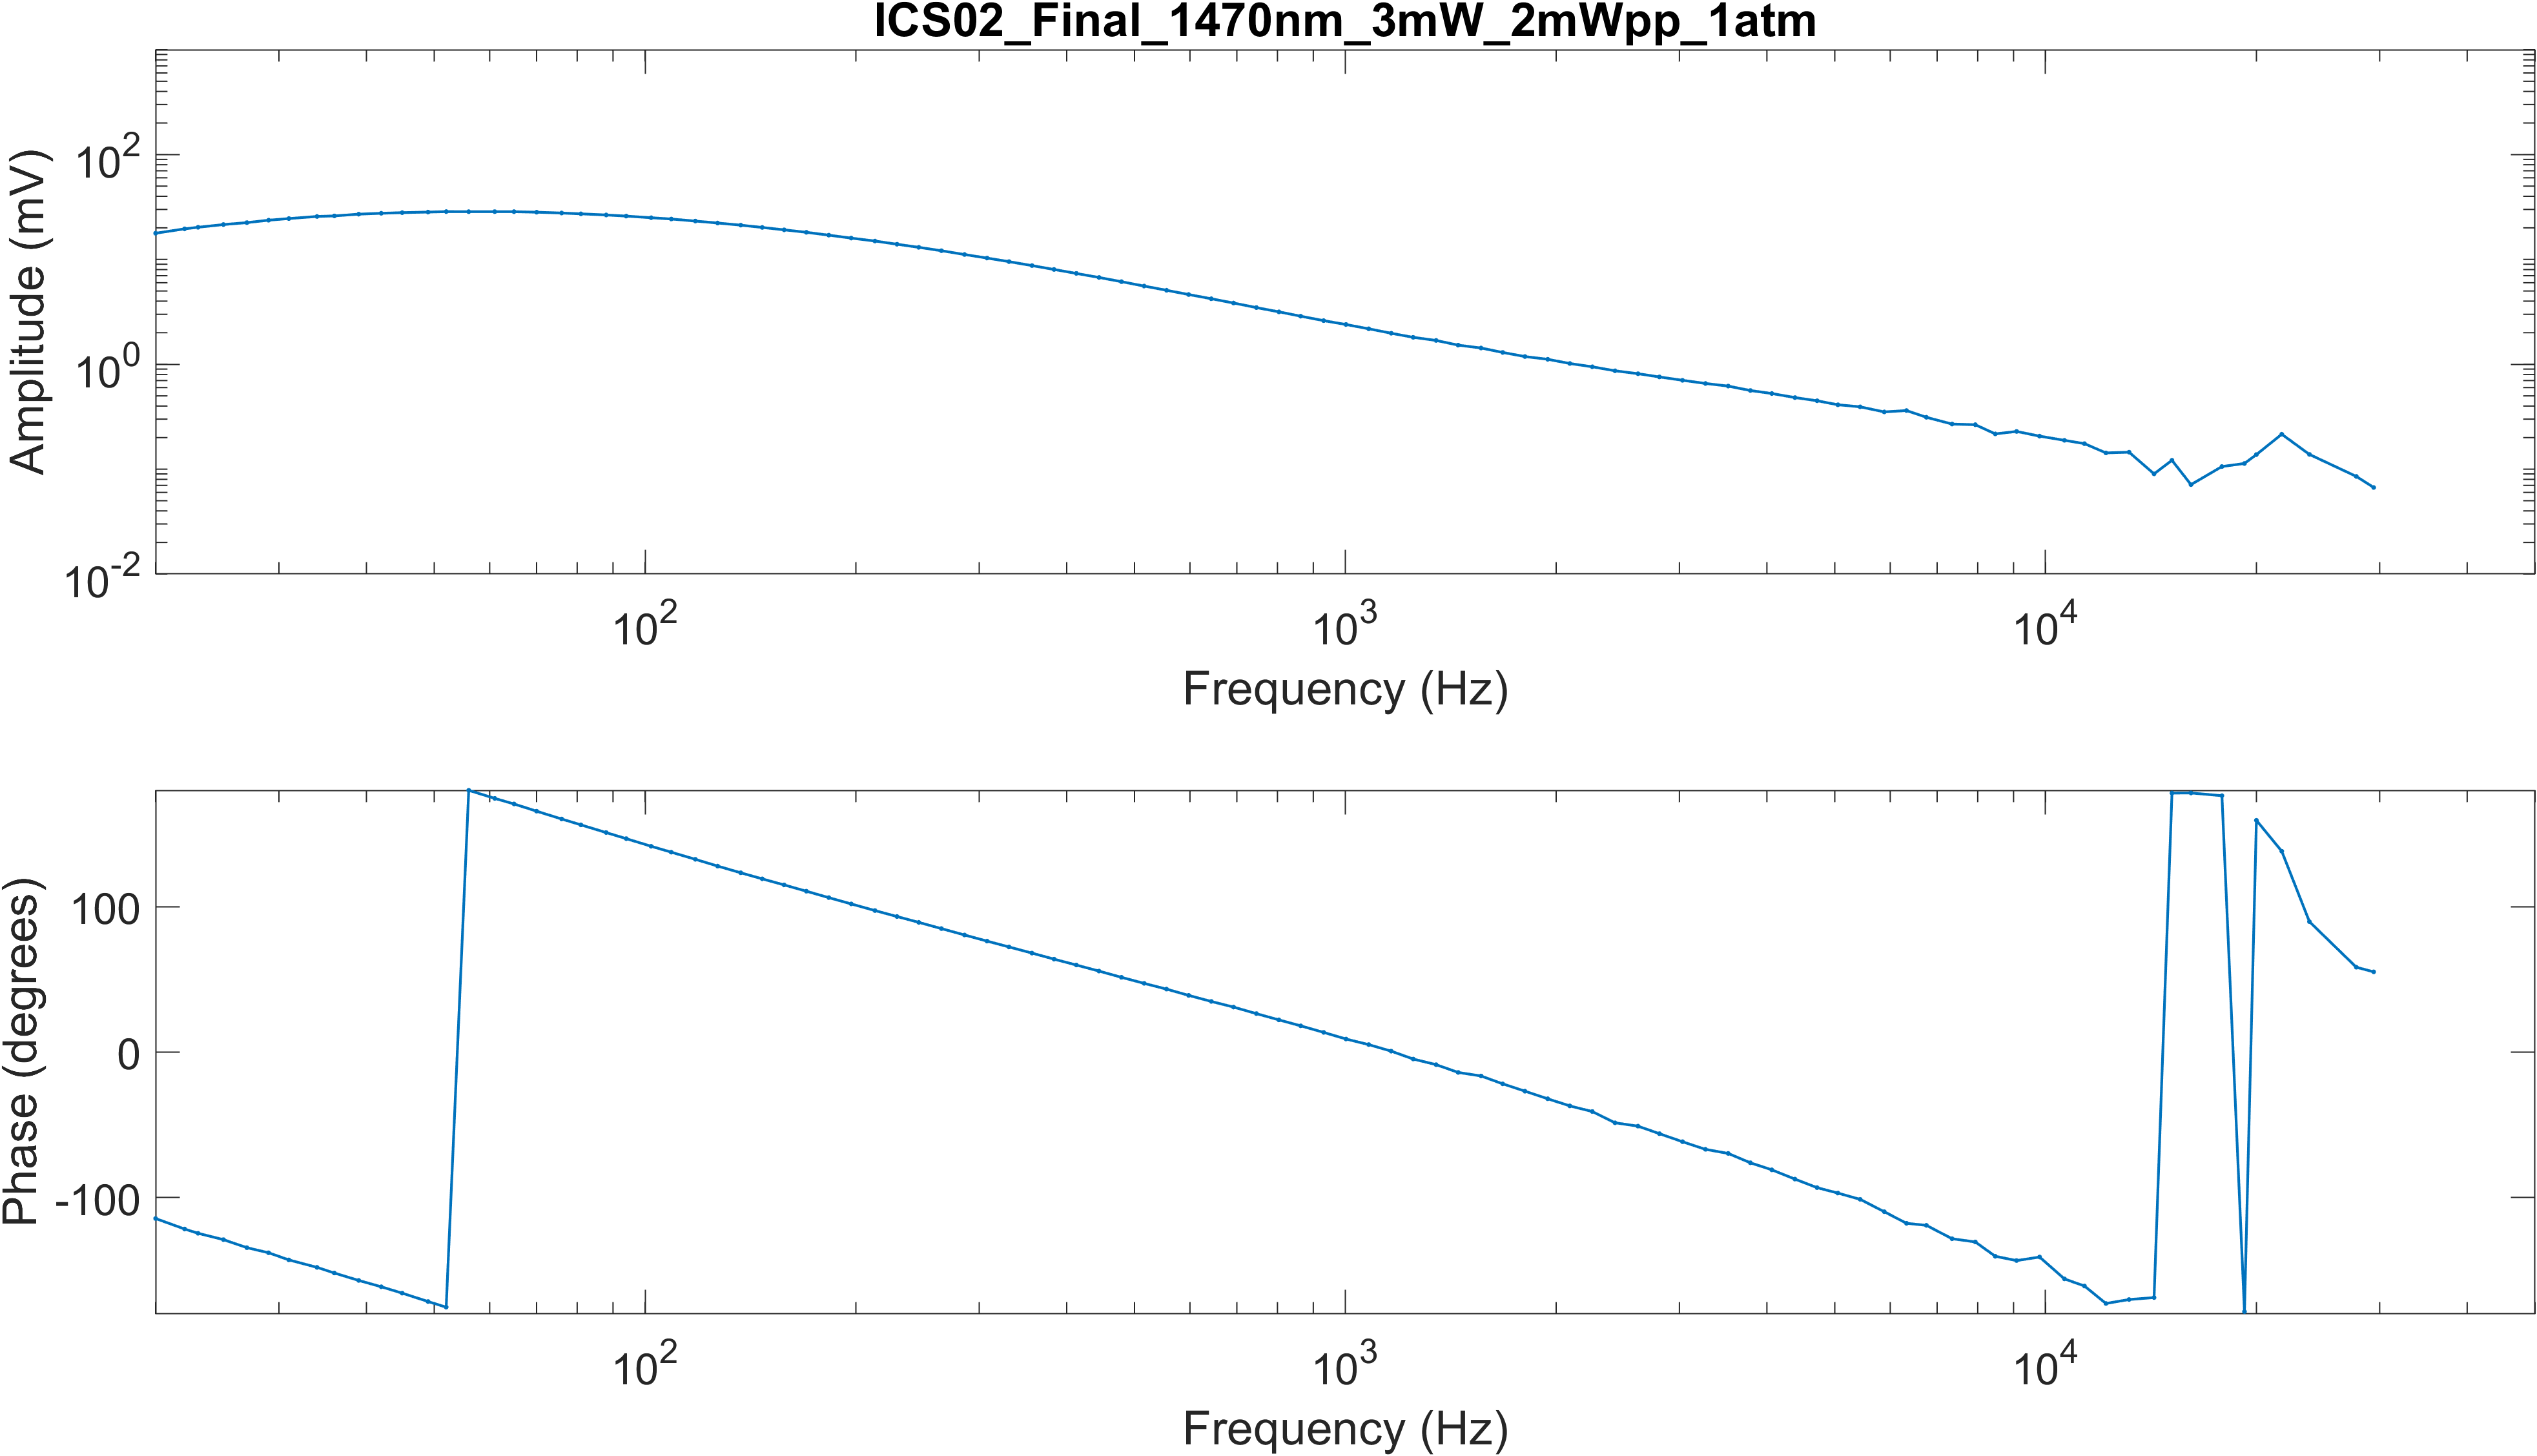 ICS02_Final_1470nm_3mW_2mWpp_1atm
Amplitude (mV)
10^2
10^0
10^-2
10^2 10^3 10^4
Frequency (Hz)
Phase (degrees)
100
0
-100
10^2 10^3 10^4
Frequency (Hz)